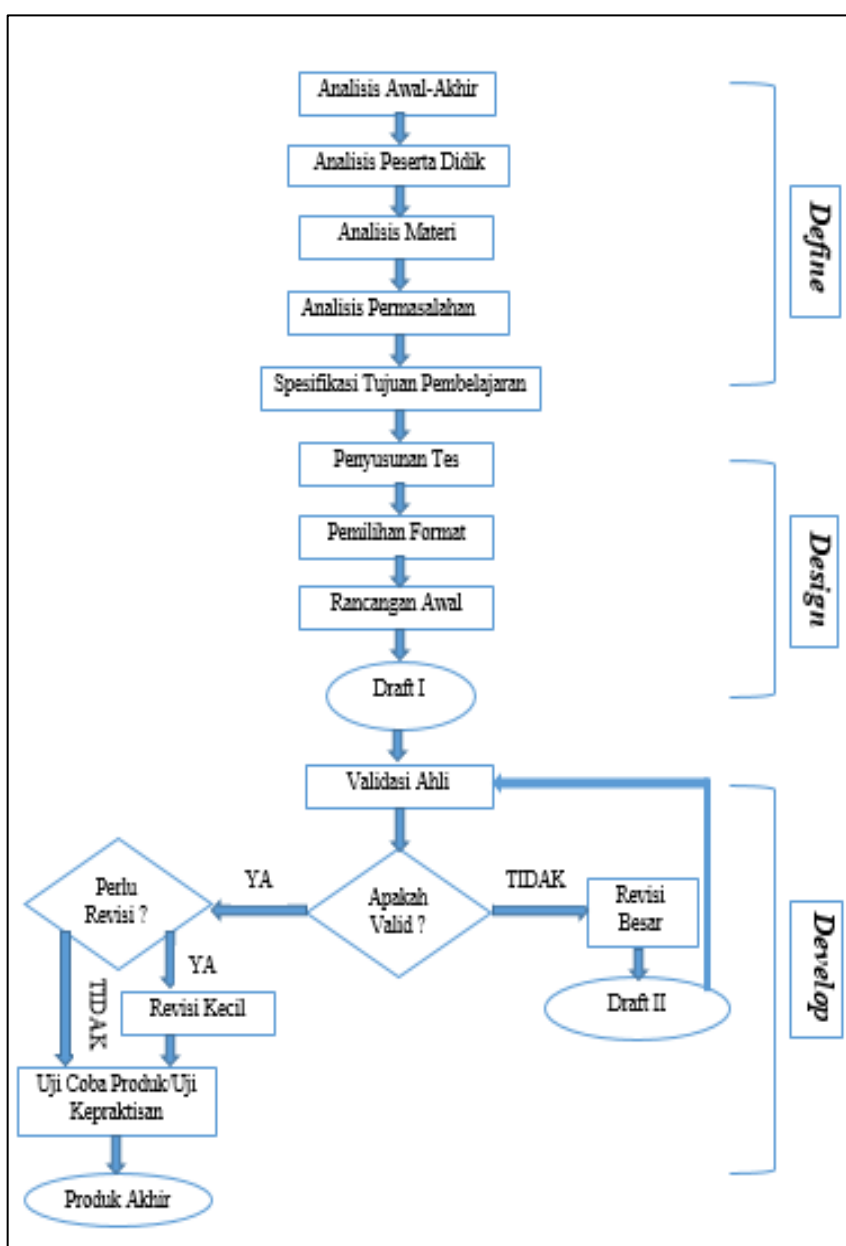 Analisis Awal-Akhir
Analisis Peserta Didik
Analisis Materi
Analisis Permasalahan
Spesifikasi Tujuan Pembelajaran
Define
Penyusunan Tes
Pemilihan Format
Rancangan Awal
Draft I
Design
Validasi Ahli
Apakah
Valid ?
YA
TIDAK
Perlu
Revisi ?
Revisi
Besar
Draft II
YA
TIDAK
Revisi Kecil
Uji Coba Produk/Uji
Kepraktisan
Produk Akhir
Develop